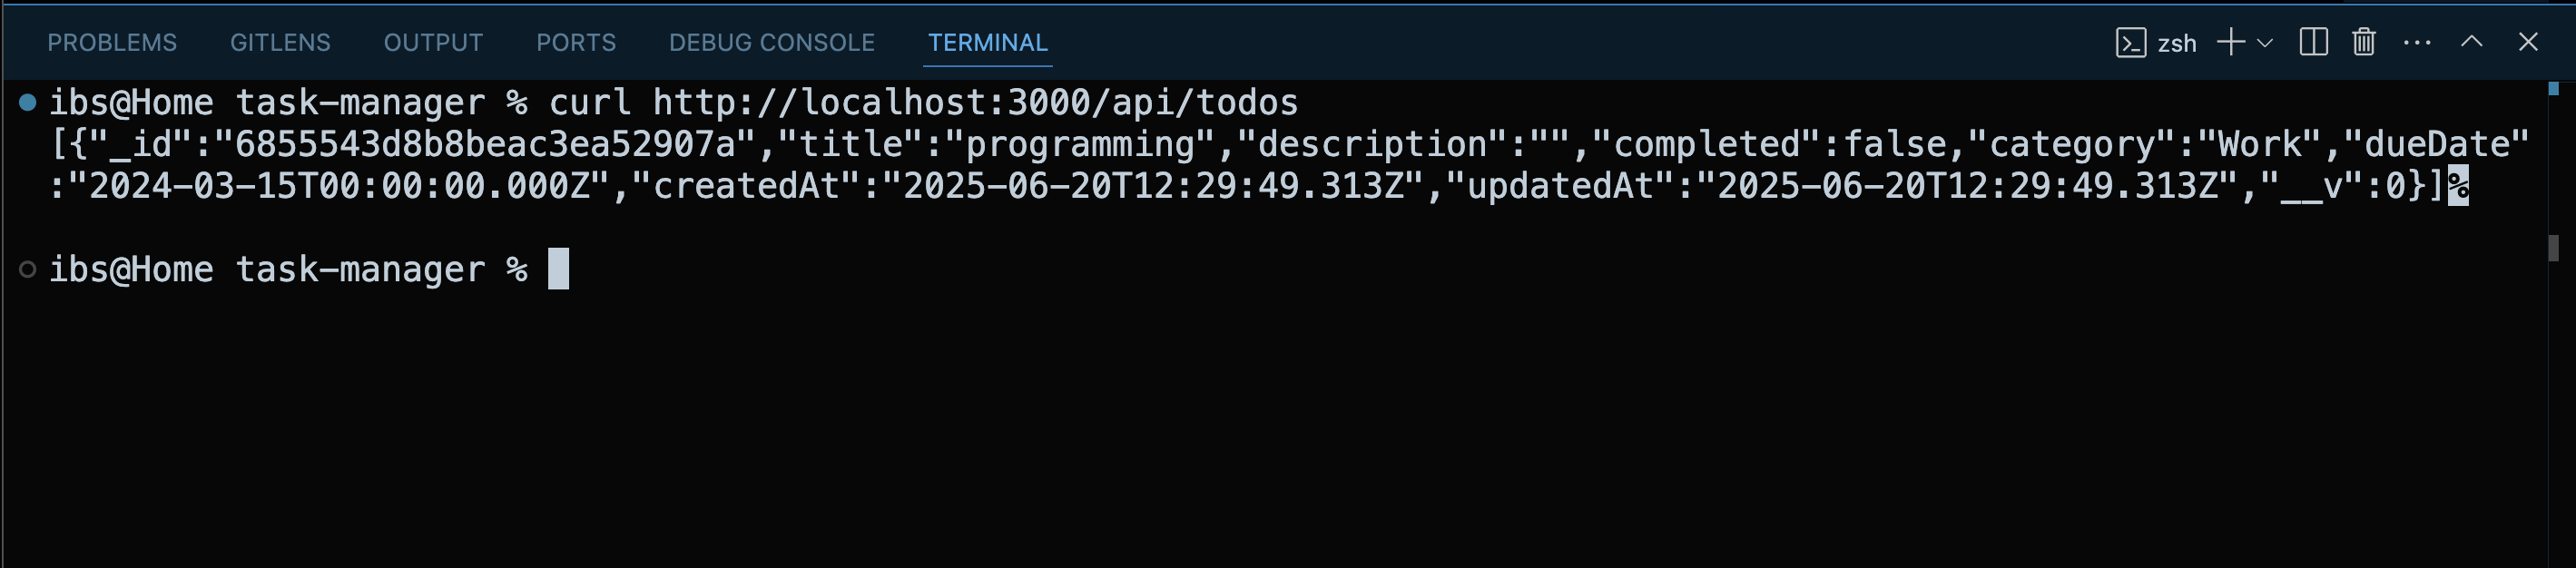 PROBLEMS GITLENS OUTPUT PORTS DEBUG CONSOLE TERMINAL zsh
ibs@Home task-manager % curl http://localhost:3000/api/todos
[{"_id":"6855543d8b8beac3ea52907a","title":"programming","description":"","completed":false,"category":"Work","dueDate"
:"2024-03-15T00:00:00.000Z","createdAt":"2025-06-20T12:29:49.313Z","updatedAt":"2025-06-20T12:29:49.313Z","__v":0}]%
ibs@Home task-manager %